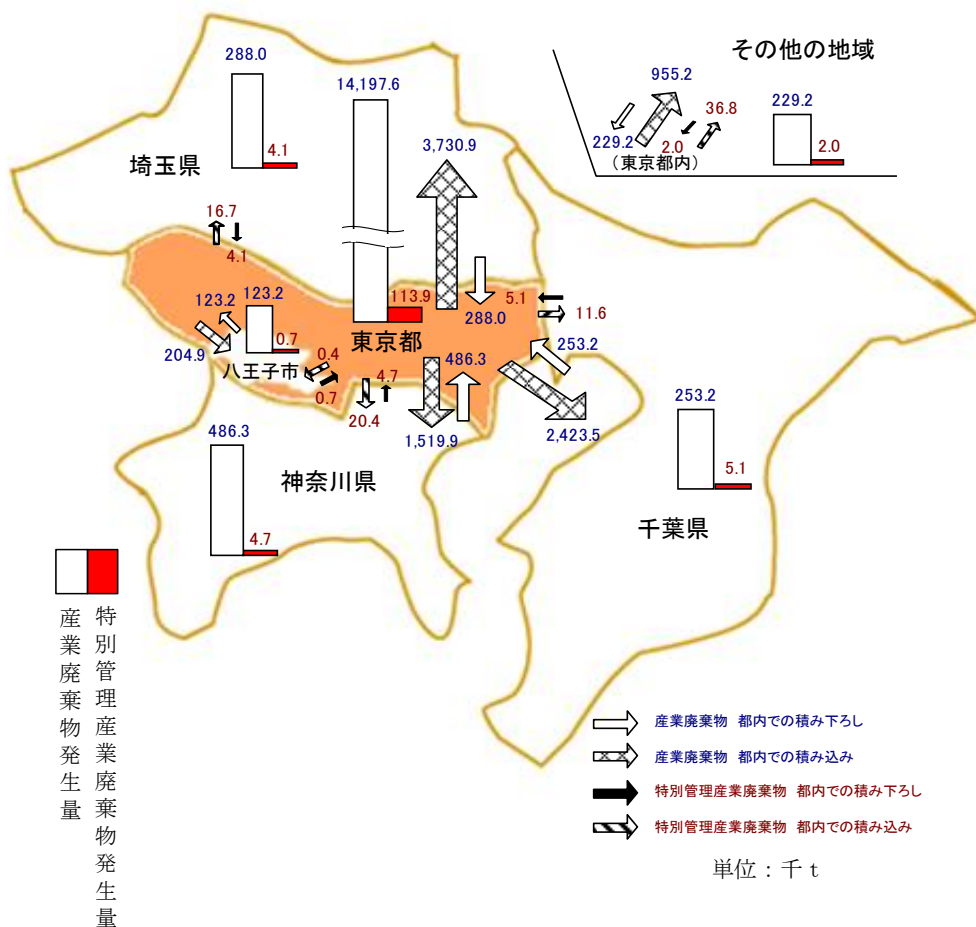 その他の地域
955.2
36.8
229.2
229.2
2.0
2.0
(東京都内)
288.0
4.1
埼玉県
14,197.6
3,730.9
16.7
4.1
113.9
288.0
5.1
11.6
東京都
123.2
123.2
0.7
204.9
八王子市
0.4
0.7
4.7
20.4
486.3
1,519.9
253.2
2,423.5
486.3
4.7
神奈川県
253.2
5.1
千葉県
産業廃棄物発生量
特別管理産業廃棄物発生量
産業廃棄物 都内での積み下ろし
産業廃棄物 都内での積み込み
特別管理産業廃棄物 都内での積み下ろし
特別管理産業廃棄物 都内での積み込み
単位：千ｔ